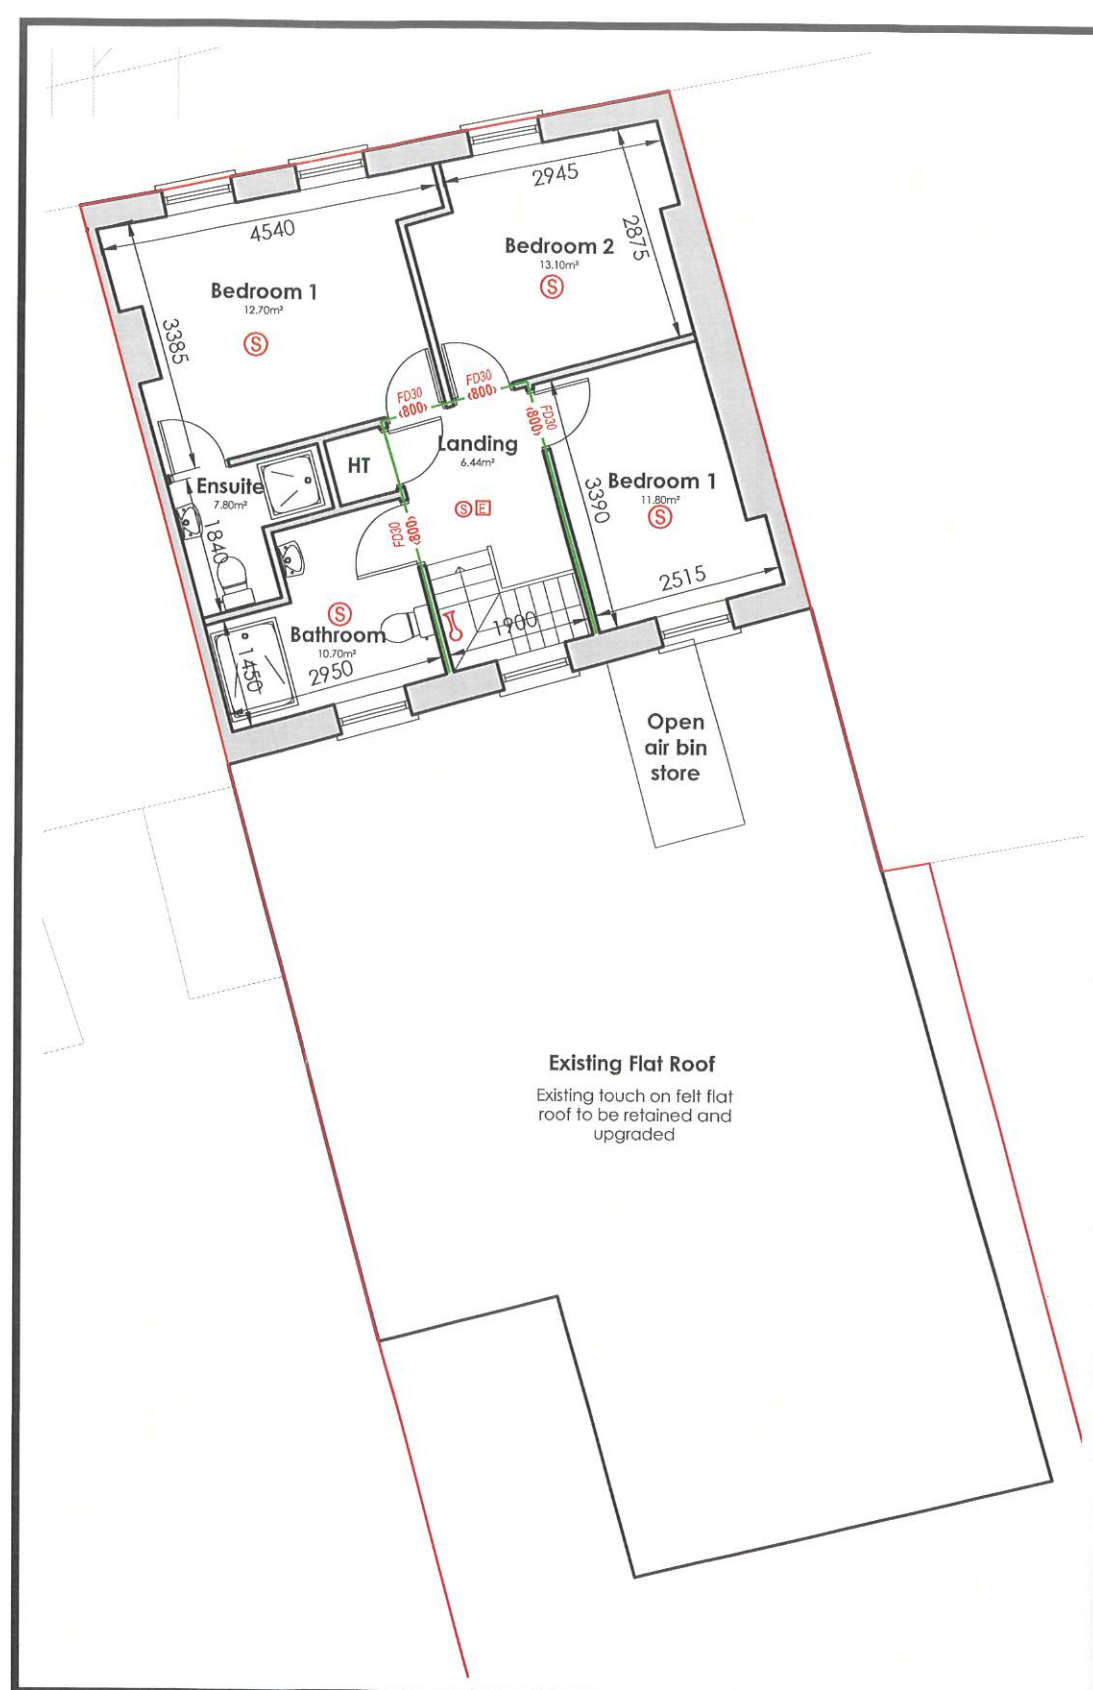 2945
4540
2875
Bedroom 2
13.10m²
S
Bedroom 1
12.70m²
S
3385
FD30
‹800›
FD30
‹800›
FD30
‹800›
Landing
6.44m²
HT
Ensuite
7.80m²
Bedroom 1
11.80m²
S
3390
S E
FD30
‹800›
1840
2515
S
Bathroom
10.70m²
1900
1450
2950
Open
air bin
store
Existing Flat Roof
Existing touch on felt flat
roof to be retained and
upgraded